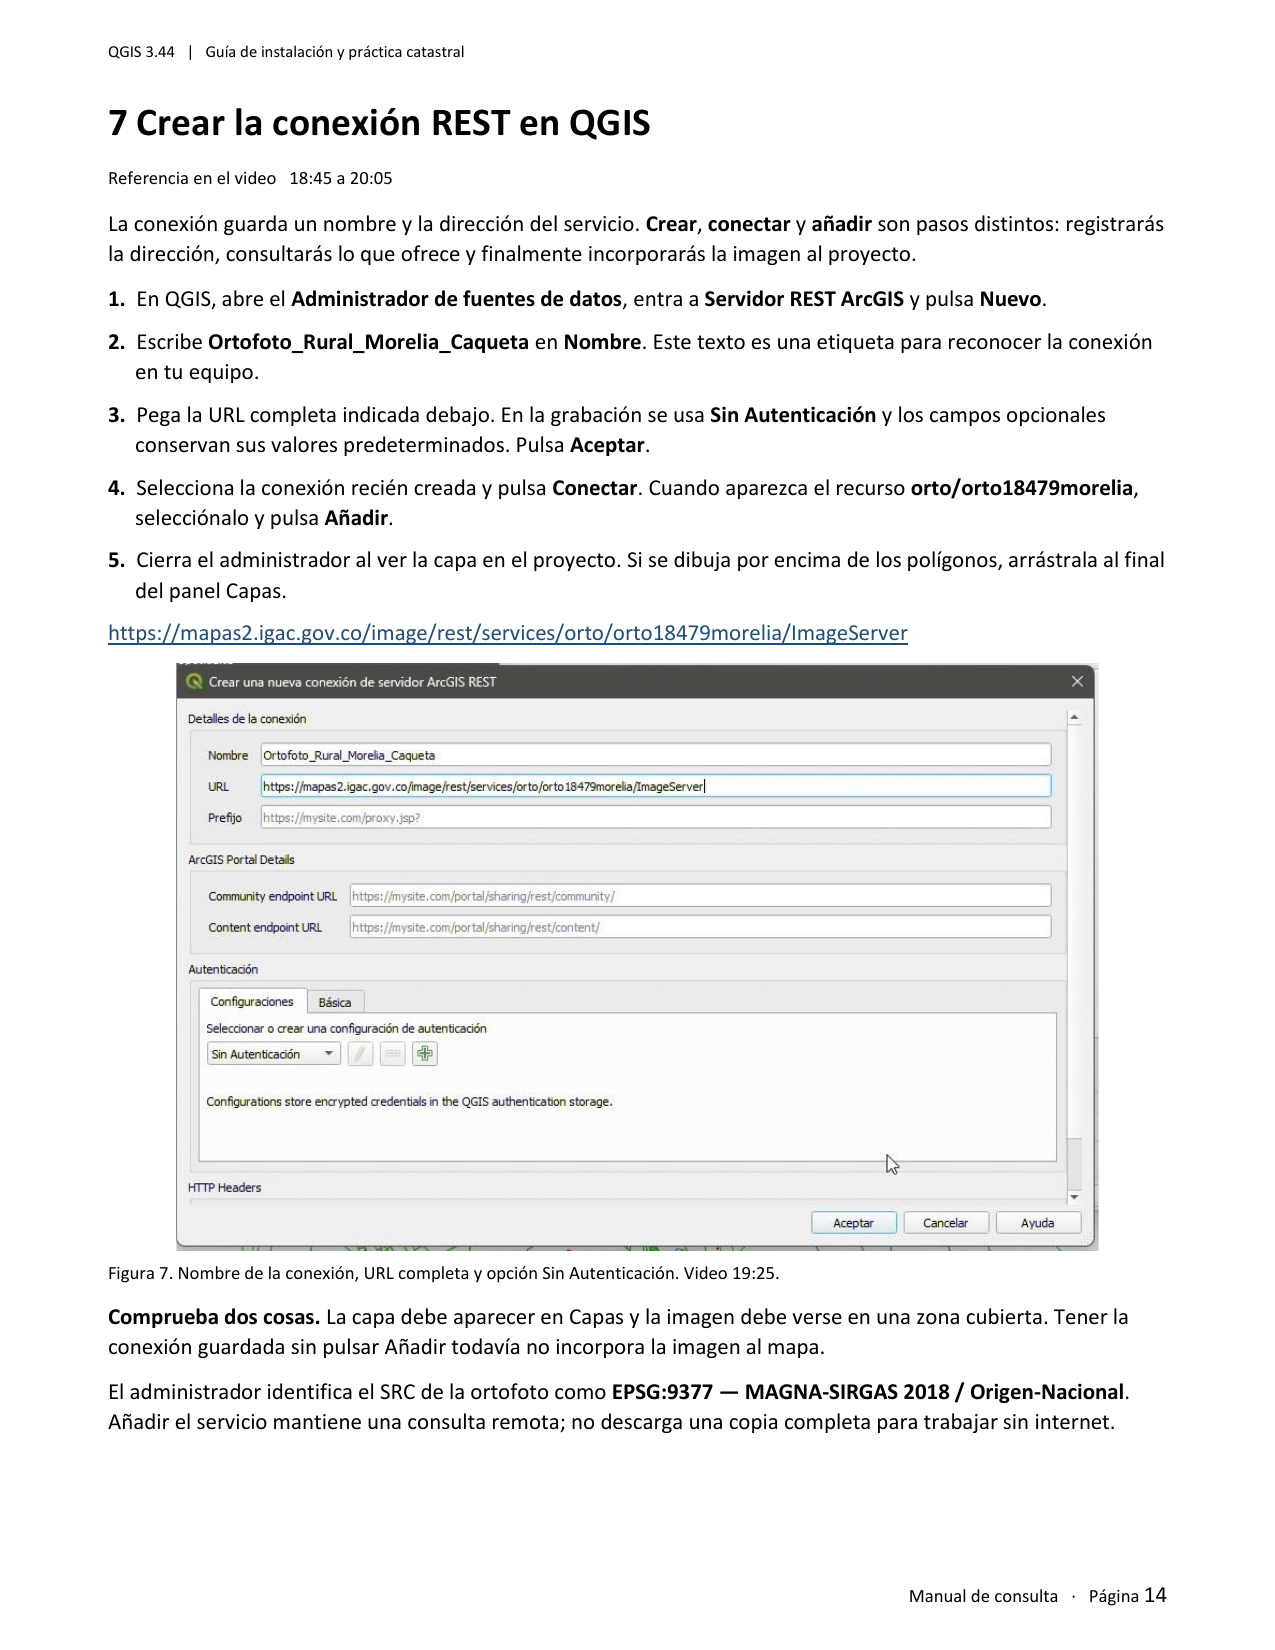 QGIS 3.44 | Guía de instalación y práctica catastral
7 Crear la conexión REST en QGIS
Referencia en el video 18:45 a 20:05
La conexión guarda un nombre y la dirección del servicio. Crear, conectar y añadir son pasos distintos: registrarás
la dirección, consultarás lo que ofrece y finalmente incorporarás la imagen al proyecto.
1. En QGIS, abre el Administrador de fuentes de datos, entra a Servidor REST ArcGIS y pulsa Nuevo.
2. Escribe Ortofoto_Rural_Morelia_Caqueta en Nombre. Este texto es una etiqueta para reconocer la conexión
en tu equipo.
3. Pega la URL completa indicada debajo. En la grabación se usa Sin Autenticación y los campos opcionales
conservan sus valores predeterminados. Pulsa Aceptar.
4. Selecciona la conexión recién creada y pulsa Conectar. Cuando aparezca el recurso orto/orto18479morelia,
selecciónalo y pulsa Añadir.
5. Cierra el administrador al ver la capa en el proyecto. Si se dibuja por encima de los polígonos, arrástrala al final
del panel Capas.
https://mapas2.igac.gov.co/image/rest/services/orto/orto18479morelia/ImageServer
Crear una nueva conexión de servidor ArcGIS REST
Detalles de la conexión
Nombre Ortofoto_Rural_Morelia_Caqueta
URL https://mapas2.igac.gov.co/image/rest/services/orto/orto18479morelia/ImageServer
Prefijo https://mysite.com/proxy.jsp?
ArcGIS Portal Details
Community endpoint URL https://mysite.com/portal/sharing/rest/community/
Content endpoint URL https://mysite.com/portal/sharing/rest/content/
Autenticación
Configuraciones Básica
Seleccionar o crear una configuración de autenticación
Sin Autenticación
Configurations store encrypted credentials in the QGIS authentication storage.
HTTP Headers
Aceptar Cancelar Ayuda
Figura 7. Nombre de la conexión, URL completa y opción Sin Autenticación. Video 19:25.
Comprueba dos cosas. La capa debe aparecer en Capas y la imagen debe verse en una zona cubierta. Tener la
conexión guardada sin pulsar Añadir todavía no incorpora la imagen al mapa.
El administrador identifica el SRC de la ortofoto como EPSG:9377 — MAGNA-SIRGAS 2018 / Origen-Nacional.
Añadir el servicio mantiene una consulta remota; no descarga una copia completa para trabajar sin internet.
Manual de consulta · Página 14